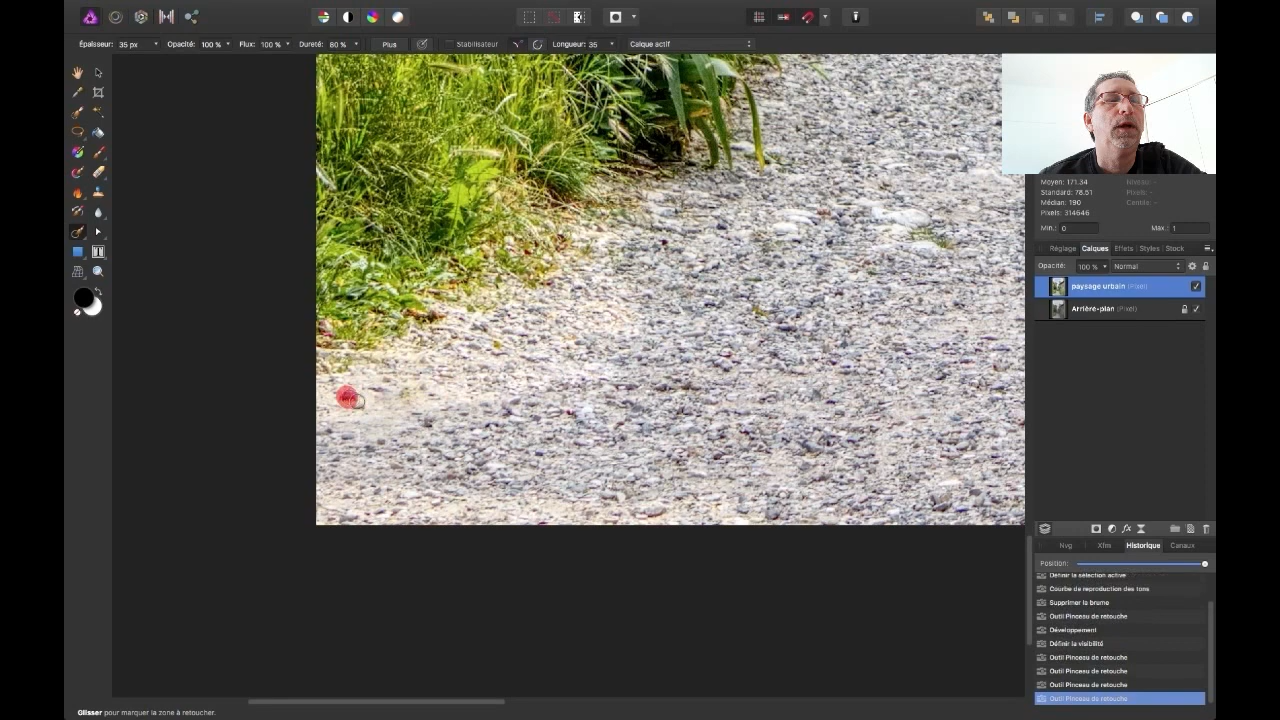 Épaisseur: 35 px Opacité: 100 % Flux: 100 % Dureté: 80 % Plus Stabilisateur Longueur: 35 Calque actif
Moyen: 171.34 Niveau: -
Standard: 78.51 Pixels: -
Médian: 190 Centile: -
Pixels: 314646
Min.: 0 Max.: 1
Réglage Calques Effets Styles Stock
Opacité: 100 % Normal
paysage urbain (Pixel)
Arrière-plan (Pixel)
Nvg Xfm Historique Canaux
Position:
Définir la sélection active
Courbe de reproduction des tons
Supprimer la brume
Outil Pinceau de retouche
Développement
Définir la visibilité
Outil Pinceau de retouche
Outil Pinceau de retouche
Outil Pinceau de retouche
Outil Pinceau de retouche
Glisser pour marquer la zone à retoucher.